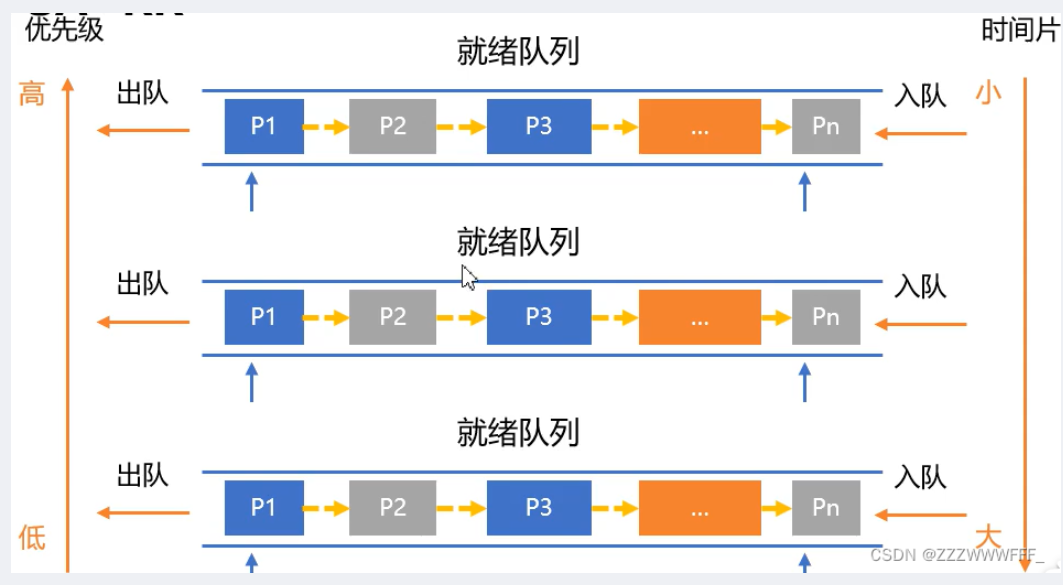 优先级
时间片
就绪队列
高
出队
P1
P2
P3
...
Pn
入队
小
就绪队列
出队
P1
P2
P3
...
Pn
入队
就绪队列
出队
P1
P2
P3
...
Pn
入队
低
大
CSDN @ZZZWWWFFF_